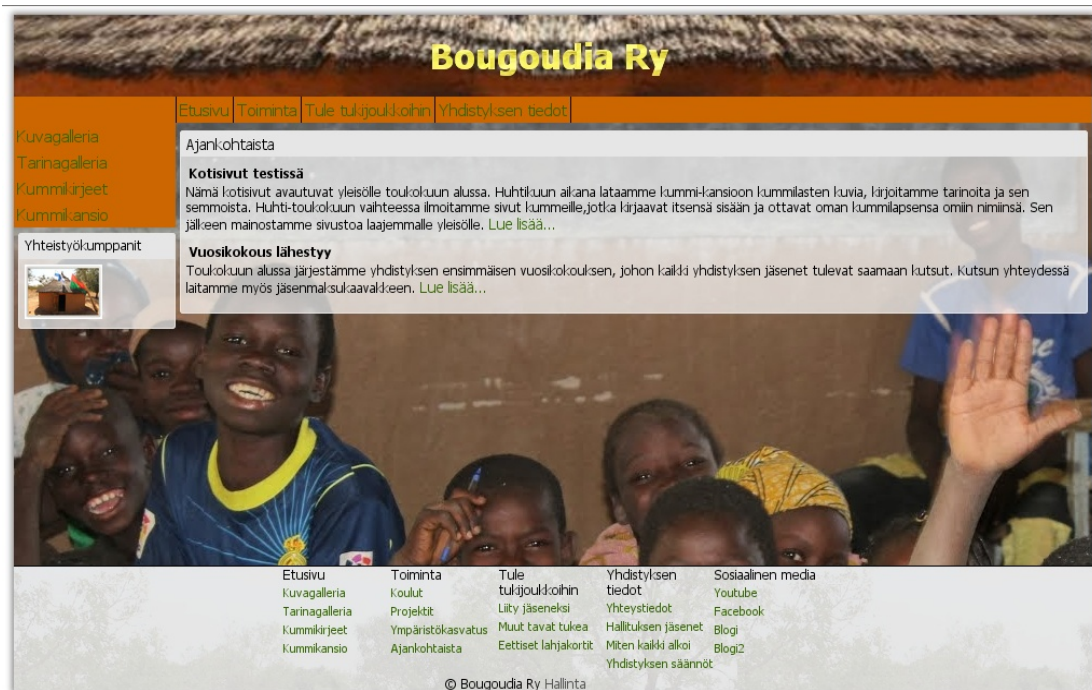 Bougoudia Ry
Etusivu Toiminta Tule tukijoukkoihin Yhdistyksen tiedot
Kuvagalleria
Tarinagalleria
Kummikirjeet
Kummikansio
Yhteistyökumppanit
Ajankohtaista
Kotisivut testissä
Nämä kotisivut avautuvat yleisölle toukokuun alussa. Huhtikuun aikana lataamme kummi-kansioon kummilasten kuvia, kirjoitamme tarinoita ja sen
semmoista. Huhti-toukokuun vaihteessa ilmoitamme sivut kummeille,jotka kirjaavat itsensä sisään ja ottavat oman kummilapsensa omiin nimiinsä. Sen
jälkeen mainostamme sivustoa laajemmalle yleisölle. Lue lisää...
Vuosikokous lähestyy
Toukokuun alussa järjestämme yhdistyksen ensimmäisen vuosikokouksen, johon kaikki yhdistyksen jäsenet tulevat saamaan kutsut. Kutsun yhteydessä
laitamme myös jäsenmaksukaavakkeen. Lue lisää...
Etusivu
Kuvagalleria
Tarinagalleria
Kummikirjeet
Kummikansio
Toiminta
Koulut
Projektit
Ympäristökasvatus
Ajankohtaista
Tule
tukijoukkoihin
Liity jäseneksi
Muut tavat tukea
Eettiset lahjakortit
Yhdistyksen
tiedot
Yhteystiedot
Hallituksen jäsenet
Miten kaikki alkoi
Yhdistyksen säännöt
Sosiaalinen media
Youtube
Facebook
Blogi
Blogi2
© Bougoudia Ry Hallinta